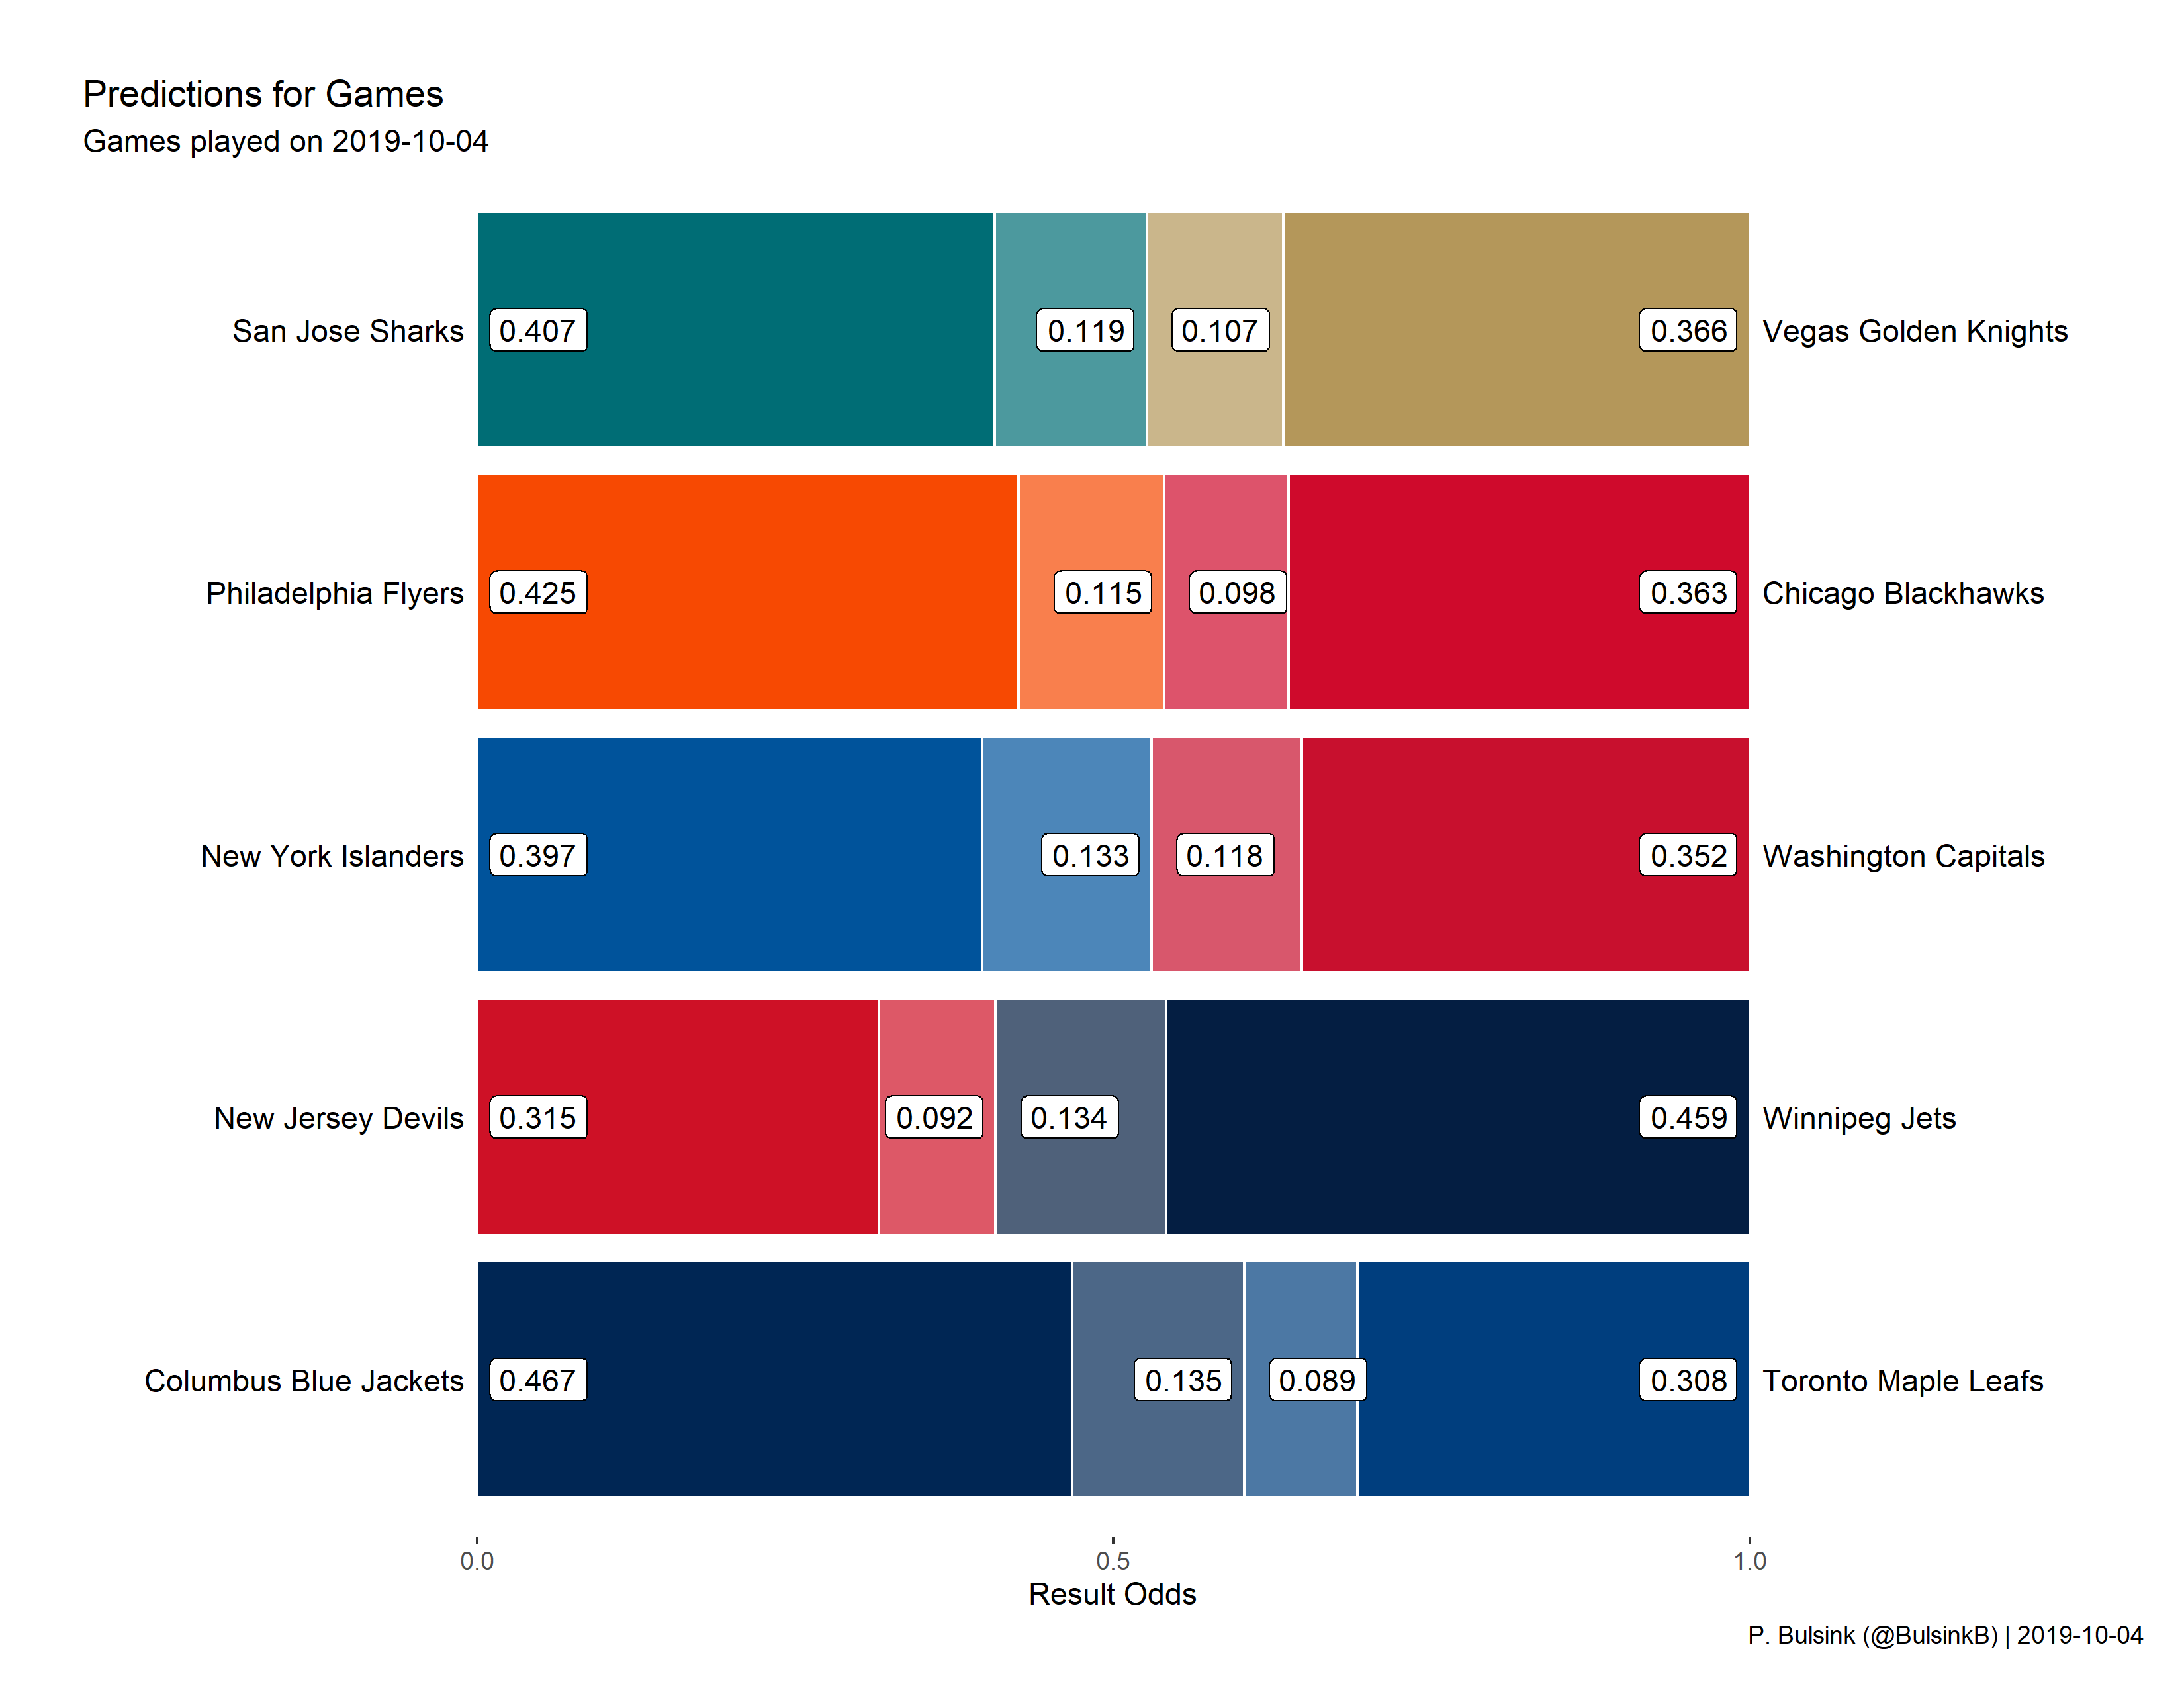 Predictions for Games
Games played on 2019-10-04
San Jose Sharks 0.407 0.119 0.107 0.366 Vegas Golden Knights
Philadelphia Flyers 0.425 0.115 0.098 0.363 Chicago Blackhawks
New York Islanders 0.397 0.133 0.118 0.352 Washington Capitals
New Jersey Devils 0.315 0.092 0.134 0.459 Winnipeg Jets
Columbus Blue Jackets 0.467 0.135 0.089 0.308 Toronto Maple Leafs
0.0 0.5 1.0
Result Odds
P. Bulsink (@BulsinkB) | 2019-10-04